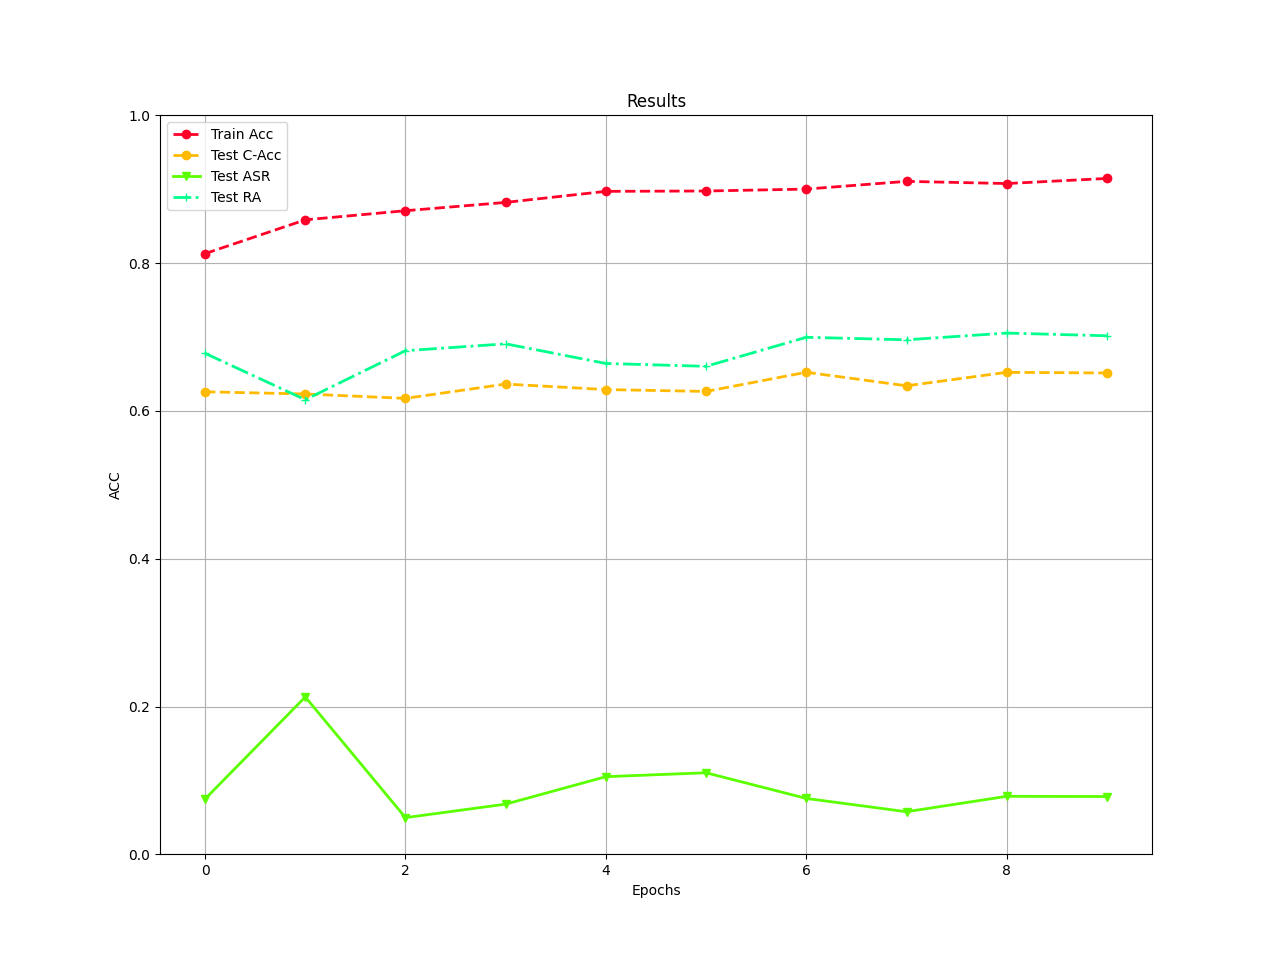 Results
Train Acc
Test C-Acc
Test ASR
Test RA
1.0
0.8
0.6
0.4
0.2
0.0
ACC
0 2 4 6 8
Epochs